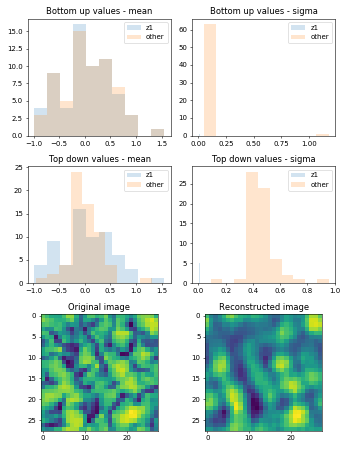 Bottom up values - mean
Bottom up values - sigma
17.5
15.0
12.5
10.0
7.5
5.0
2.5
0.0
z1
other
−1.0 −0.5 0.0 0.5 1.0 1.5
60
50
40
30
20
10
0
z1
other
0.00 0.25 0.50 0.75 1.00
Top down values - mean
Top down values - sigma
25
20
15
10
5
0
z1
other
−1.0 −0.5 0.0 0.5 1.0 1.5
25
20
15
10
5
0
z1
other
0.0 0.2 0.4 0.6 0.8 1.0
Original image
Reconstructed image
0
5
10
15
20
25
0 10 20
0
5
10
15
20
25
0 10 20